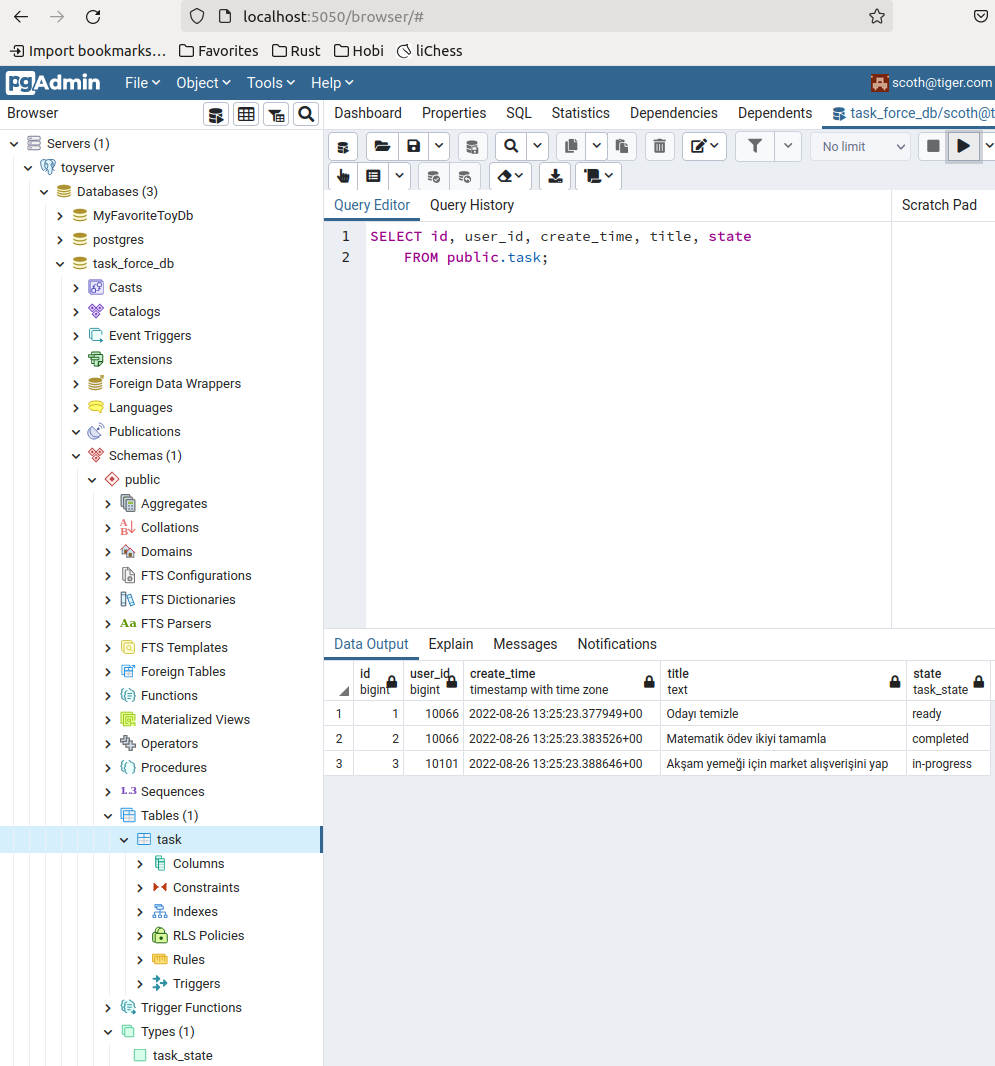 localhost:5050/browser/#
Import bookmarks… Favorites Rust Hobi liChess
pgAdmin File Object Tools Help scoth@tiger.com
Browser
Servers (1)
toyserver
Databases (3)
MyFavoriteToyDb
postgres
task_force_db
Casts
Catalogs
Event Triggers
Extensions
Foreign Data Wrappers
Languages
Publications
Schemas (1)
public
Aggregates
Collations
Domains
FTS Configurations
FTS Dictionaries
Aa FTS Parsers
FTS Templates
Foreign Tables
Functions
Materialized Views
Operators
Procedures
1..3 Sequences
Tables (1)
task
Columns
Constraints
Indexes
RLS Policies
Rules
Triggers
Trigger Functions
Types (1)
task_state
Dashboard Properties SQL Statistics Dependencies Dependents task_force_db/scoth@t
No limit
Query Editor Query History Scratch Pad
1 SELECT id, user_id, create_time, title, state
2 FROM public.task;
Data Output Explain Messages Notifications
id user_id create_time title state
bigint bigint timestamp with time zone text task_state
1 1 10066 2022-08-26 13:25:23.377949+00 Odayı temizle ready
2 2 10066 2022-08-26 13:25:23.383526+00 Matematik ödev ikiyi tamamla completed
3 3 10101 2022-08-26 13:25:23.388646+00 Akşam yemeği için market alışverişini yap in-progress